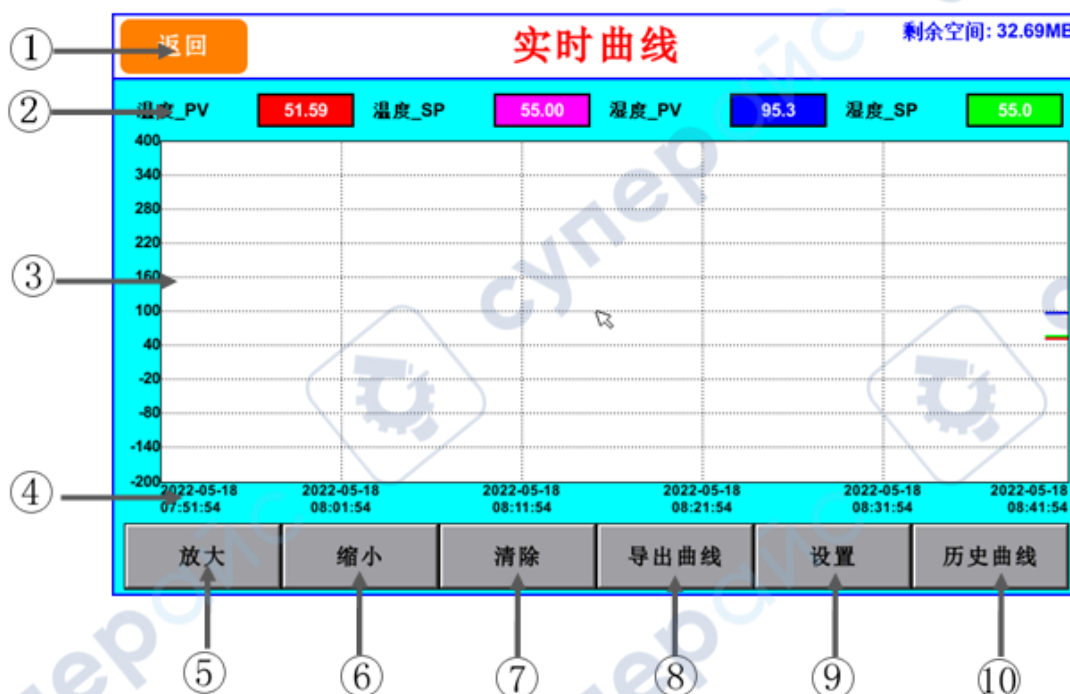 ① 返回 实时曲线 剩余空间: 32.69MB
② 温度_PV 51.59 温度_SP 55.00 湿度_PV 95.3 湿度_SP 55.0
400
340
280
220
③ 160
100
40
-20
-80
-140
-200
④ 2022-05-18 2022-05-18 2022-05-18 2022-05-18 2022-05-18 2022-05-18
07:51:54 08:01:54 08:11:54 08:21:54 08:31:54 08:41:54
放大 缩小 清除 导出曲线 设置 历史曲线
⑤ ⑥ ⑦ ⑧ ⑨ ⑩
суперайс